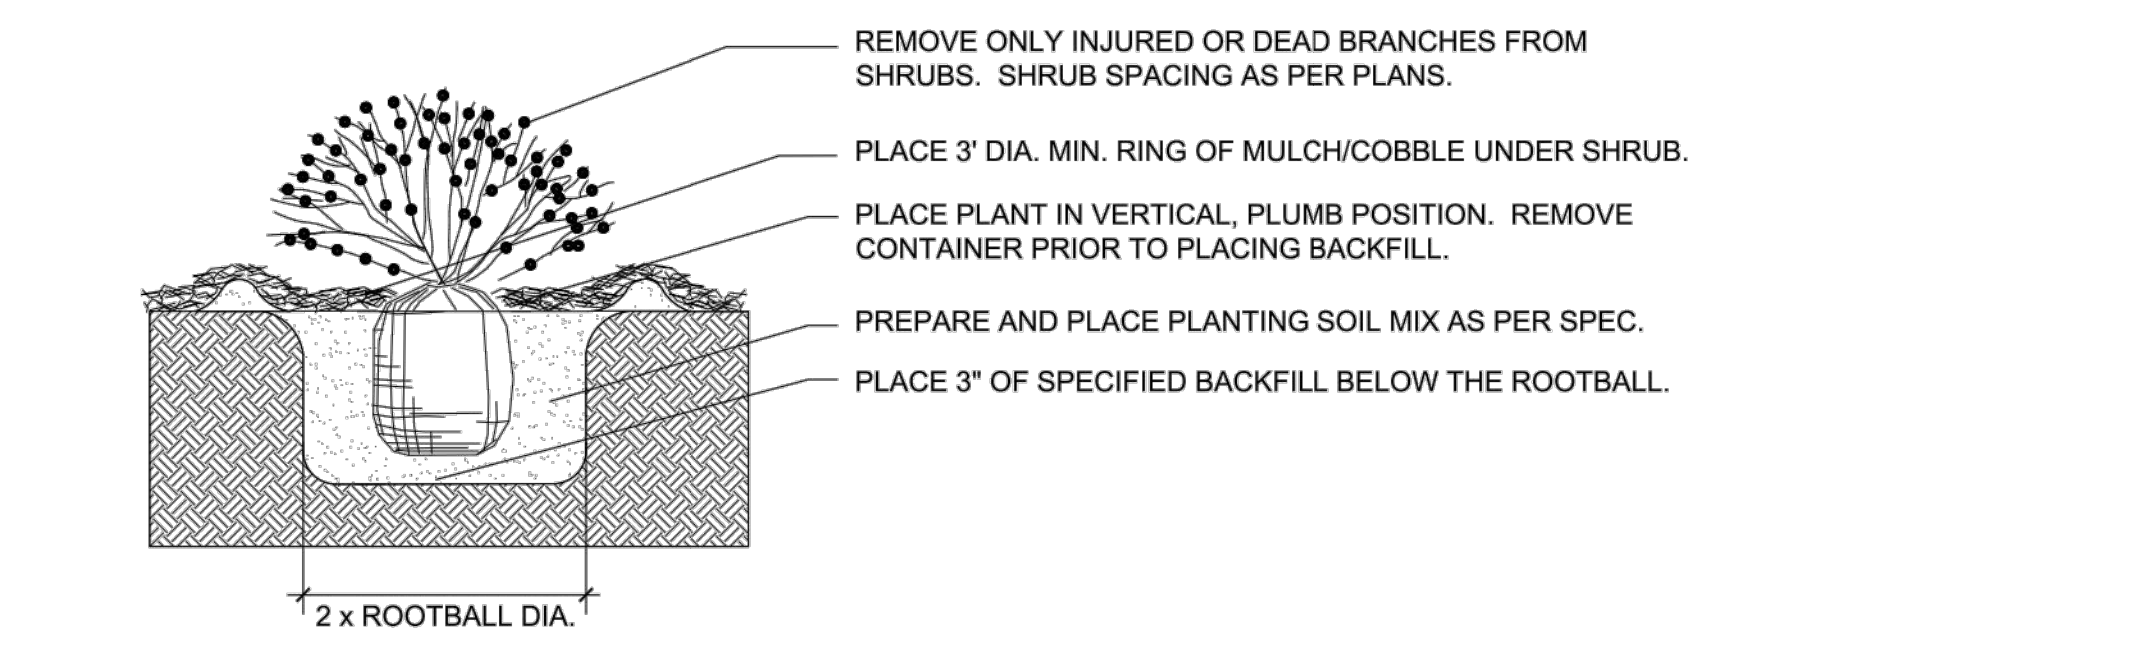 REMOVE ONLY INJURED OR DEAD BRANCHES FROM
SHRUBS.  SHRUB SPACING AS PER PLANS.
PLACE 3' DIA. MIN. RING OF MULCH/COBBLE UNDER SHRUB.
PLACE PLANT IN VERTICAL, PLUMB POSITION.  REMOVE
CONTAINER PRIOR TO PLACING BACKFILL.
PREPARE AND PLACE PLANTING SOIL MIX AS PER SPEC.
PLACE 3" OF SPECIFIED BACKFILL BELOW THE ROOTBALL.
2 x ROOTBALL DIA.